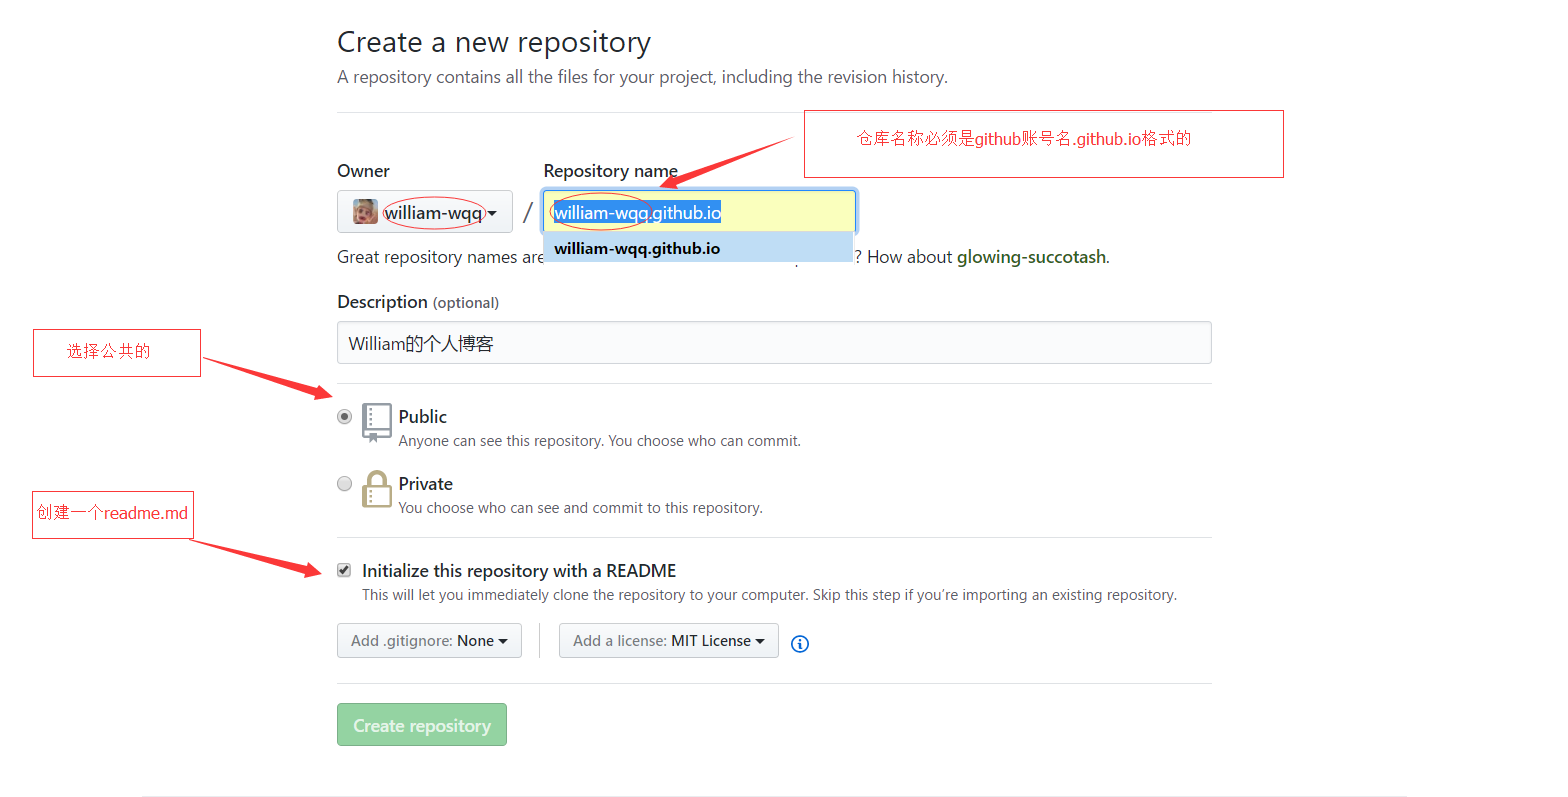 Create a new repository
A repository contains all the files for your project, including the revision history.
仓库名称必须是github账号名.github.io格式的
Owner
Repository name
william-wqq
/
william-wqq.github.io
william-wqq.github.io
Great repository names are ? How about glowing-succotash.
Description (optional)
William的个人博客
选择公共的
Public
Anyone can see this repository. You choose who can commit.
Private
You choose who can see and commit to this repository.
创建一个readme.md
Initialize this repository with a README
This will let you immediately clone the repository to your computer. Skip this step if you’re importing an existing repository.
Add .gitignore: None
Add a license: MIT License
Create repository